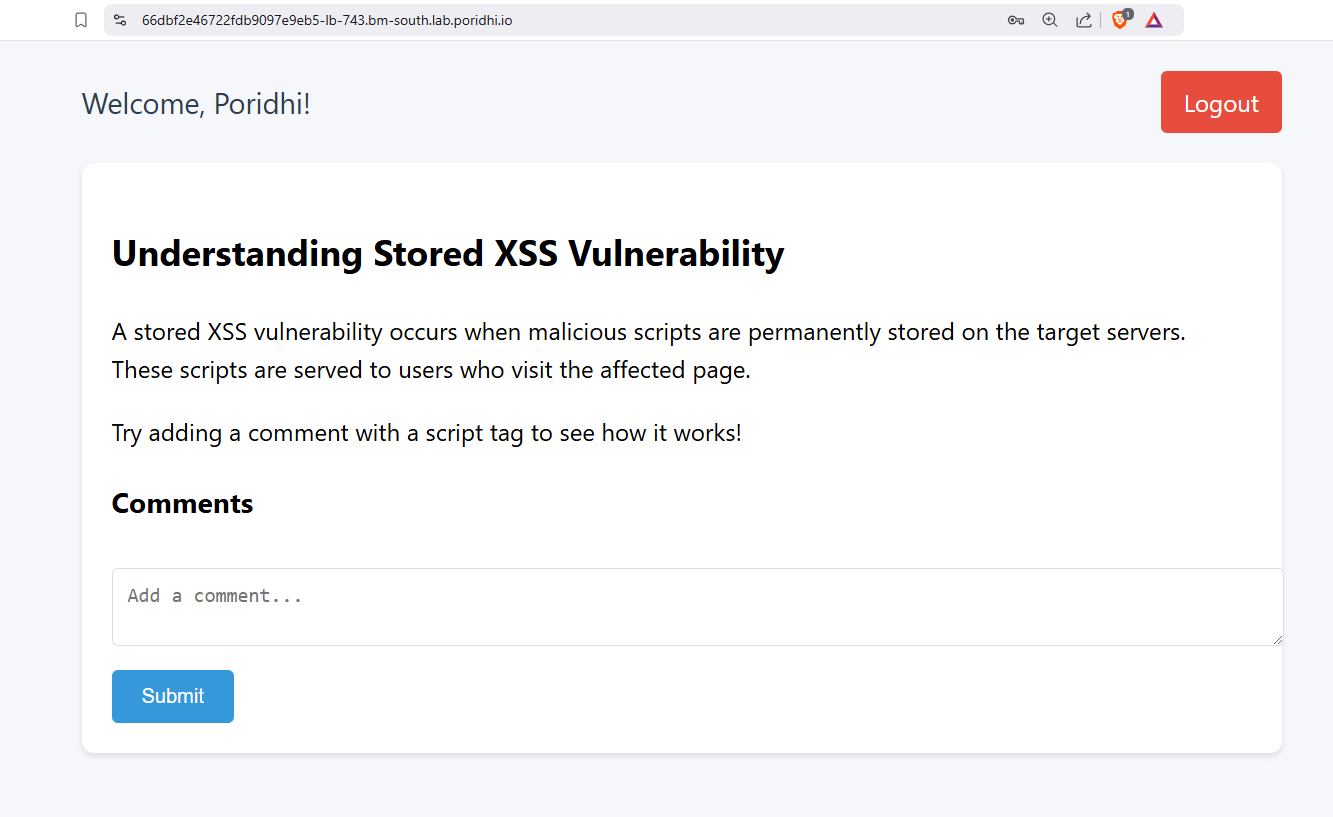 66dbf2e46722fdb9097e9eb5-lb-743.bm-south.lab.poridhi.io
1
Welcome, Poridhi!
Logout
Understanding Stored XSS Vulnerability
A stored XSS vulnerability occurs when malicious scripts are permanently stored on the target servers.
These scripts are served to users who visit the affected page.
Try adding a comment with a script tag to see how it works!
Comments
Add a comment...
Submit